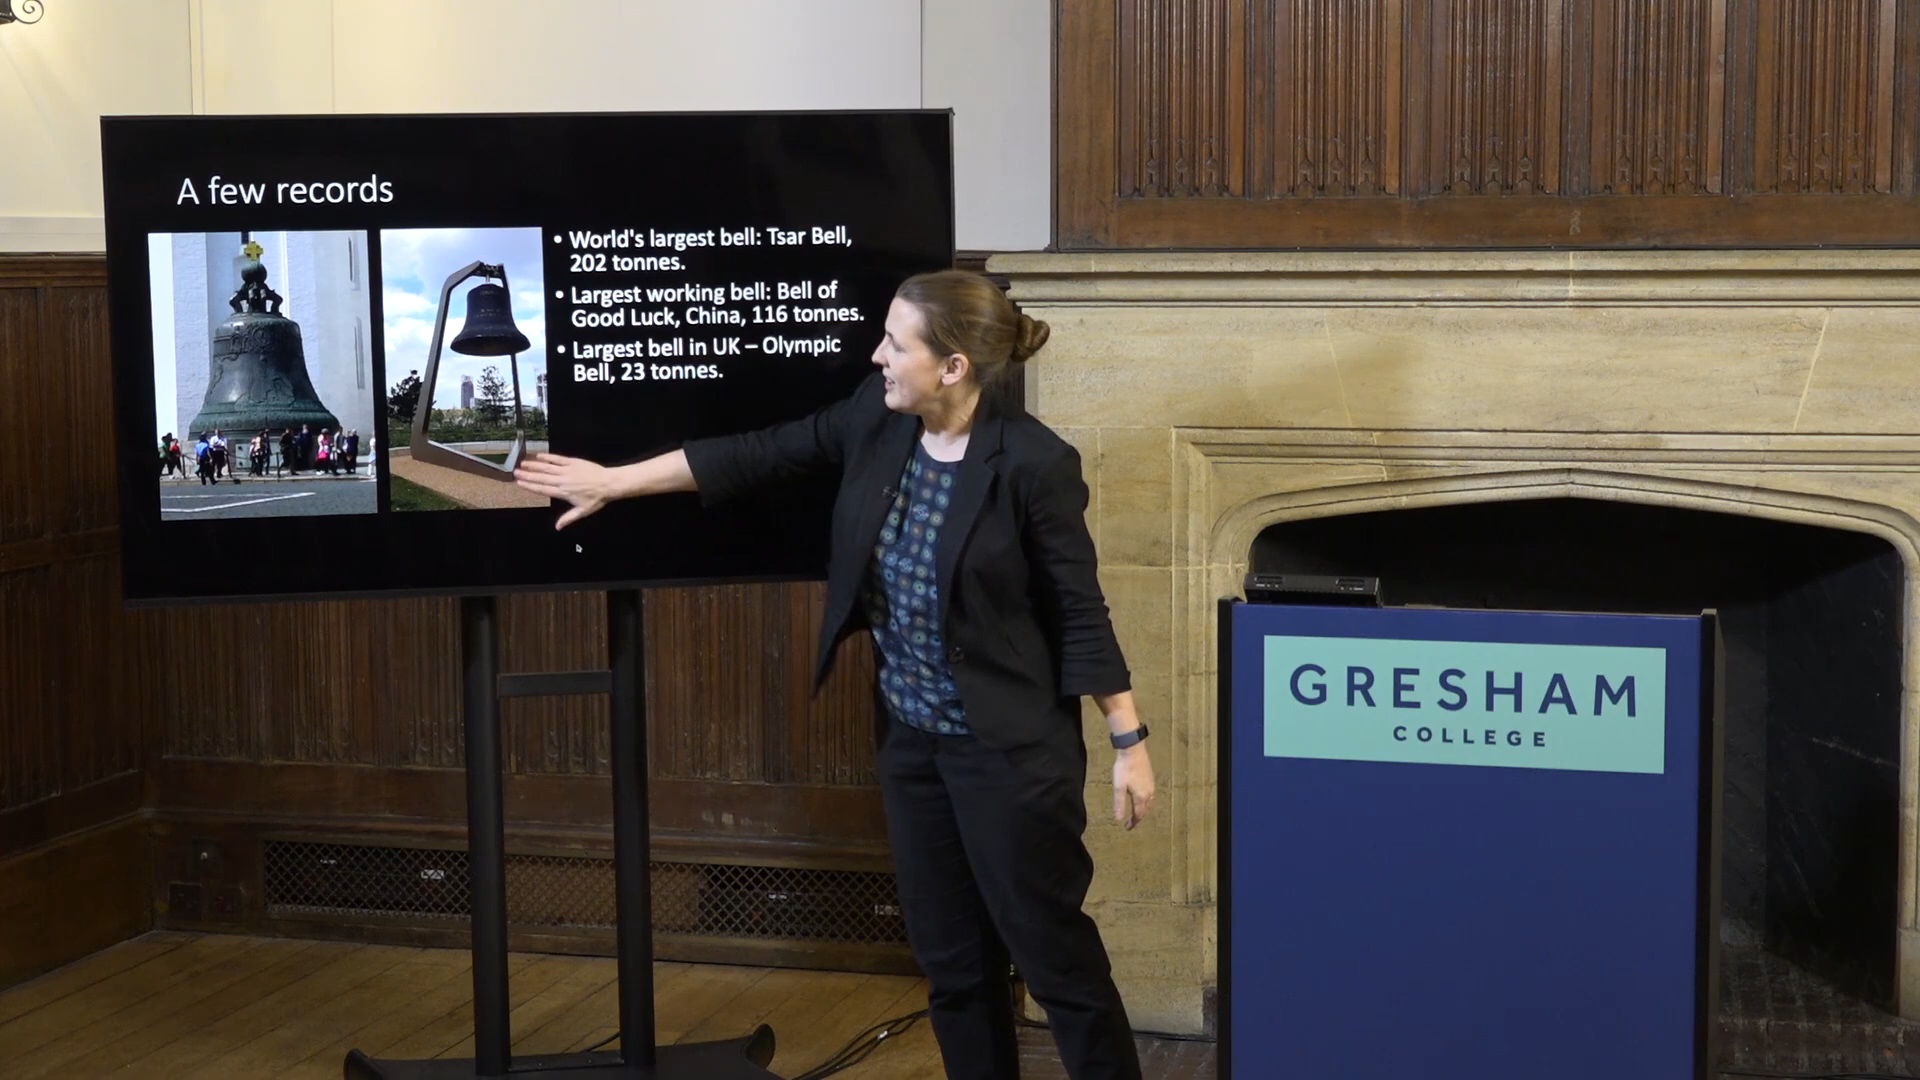 A few records
• World's largest bell: Tsar Bell,
202 tonnes.
• Largest working bell: Bell of
Good Luck, China, 116 tonnes.
• Largest bell in UK – Olympic
Bell, 23 tonnes.
GRESHAM
COLLEGE